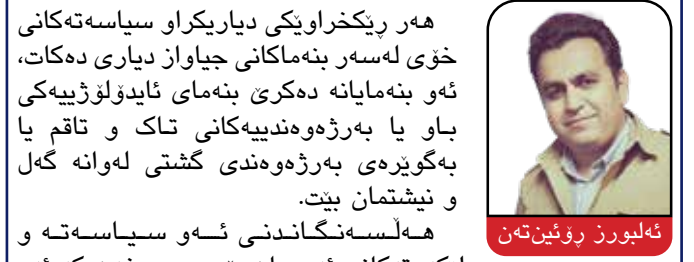 هەر ڕێکخراوێکی دیاریکراو سیاسەتەکانی
خۆی لەسەر بنەماکانی جیاواز دیاری دەکات،
ئەو بنەمایانە دەکرێ بنەمای ئایدۆلۆژییەکی
باو یا بەرژەوەندییەکانی تاک و تاقم یا
بەگوێرەی بەرژەوەندی گشتی لەوانە گەل
و نیشتمان بێت.
هەڵسەنگاندنی ئەو سیاسەتە و
ئەلبورز ڕۆئینتەن